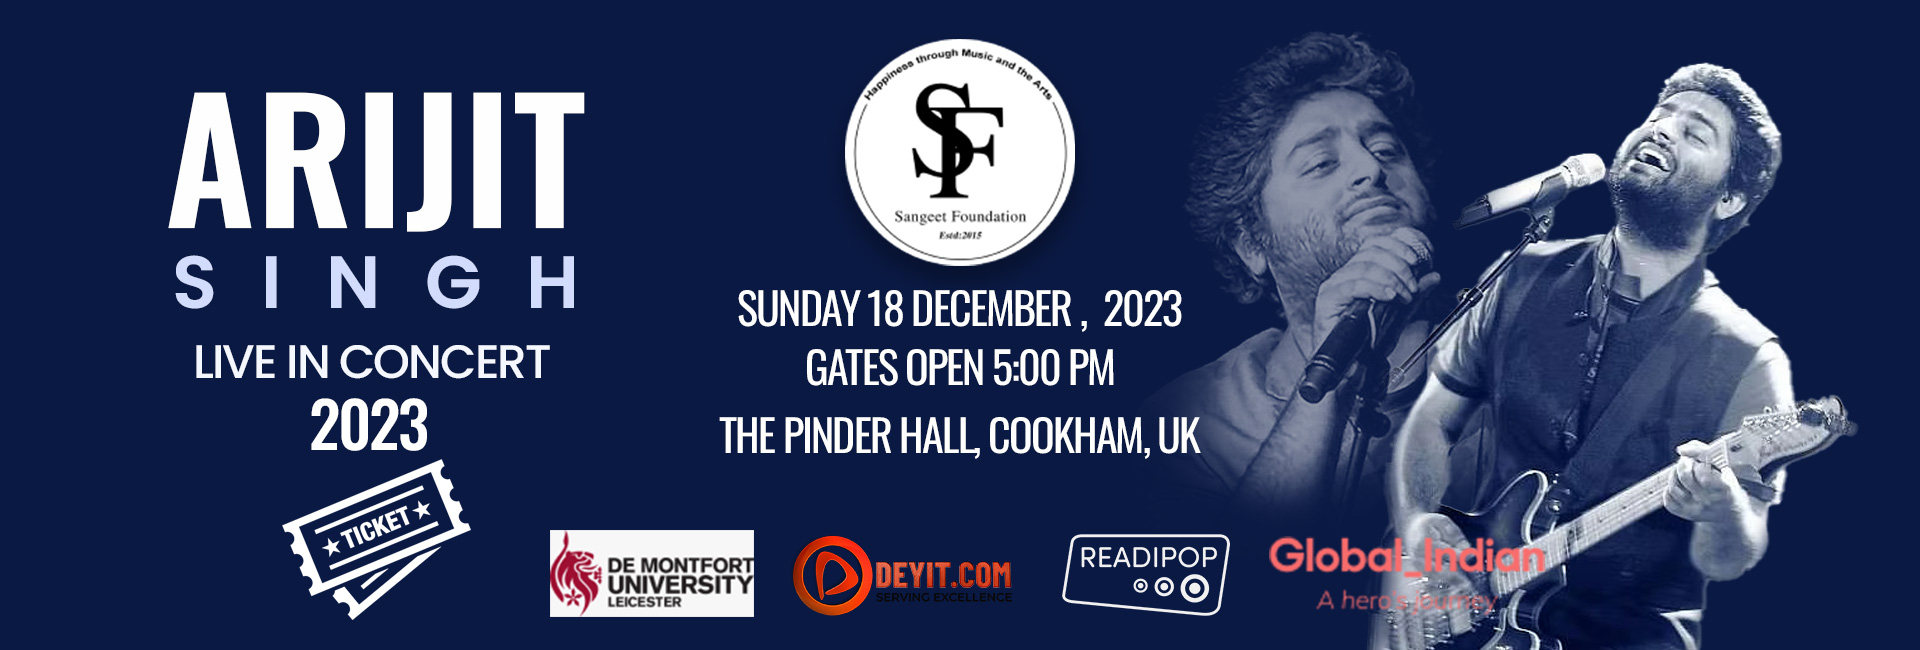 ARIJIT
SINGH
LIVE IN CONCERT
2023
TICKET
Happiness through Music and the Arts
SF
Sangeet Foundation
Estd:2015
SUNDAY 18 DECEMBER , 2023
GATES OPEN 5:00 PM
THE PINDER HALL, COOKHAM, UK
DE MONTFORT
UNIVERSITY
LEICESTER
DEYIT.COM
SERVING EXCELLENCE
READIPOP
Global_Indian
A hero's journey